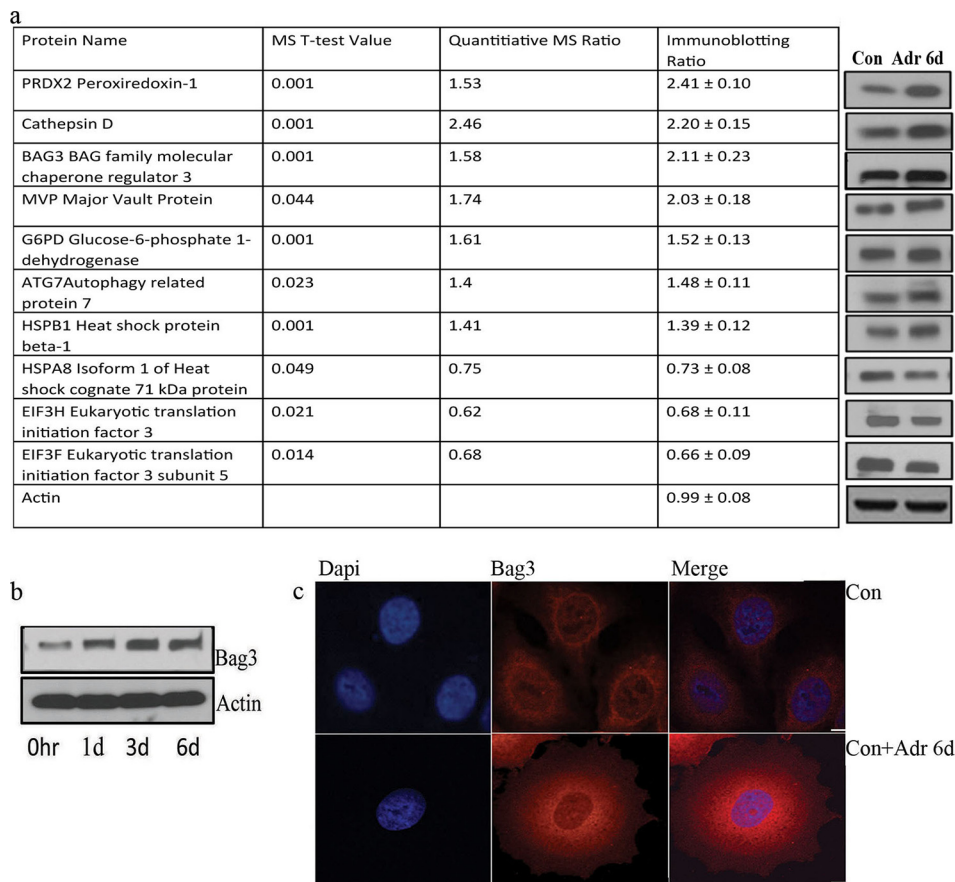 a
Protein Name MS T-test Value Quantitiative MS Ratio Immunoblotting
Ratio
Con Adr 6d
PRDX2 Peroxiredoxin-1 0.001 1.53 2.41 ± 0.10
Cathepsin D 0.001 2.46 2.20 ± 0.15
BAG3 BAG family molecular 0.001 1.58 2.11 ± 0.23
chaperone regulator 3
MVP Major Vault Protein 0.044 1.74 2.03 ± 0.18
G6PD Glucose-6-phosphate 1- 0.001 1.61 1.52 ± 0.13
dehydrogenase
ATG7Autophagy related 0.023 1.4 1.48 ± 0.11
protein 7
HSPB1 Heat shock protein 0.001 1.41 1.39 ± 0.12
beta-1
HSPA8 Isoform 1 of Heat 0.049 0.75 0.73 ± 0.08
shock cognate 71 kDa protein
EIF3H Eukaryotic translation 0.021 0.62 0.68 ± 0.11
initiation factor 3
EIF3F Eukaryotic translation 0.014 0.68 0.66 ± 0.09
initiation factor 3 subunit 5
Actin 0.99 ± 0.08
b
Bag3
Actin
0hr 1d 3d 6d
c
Dapi Bag3 Merge
Con
Con+Adr 6d